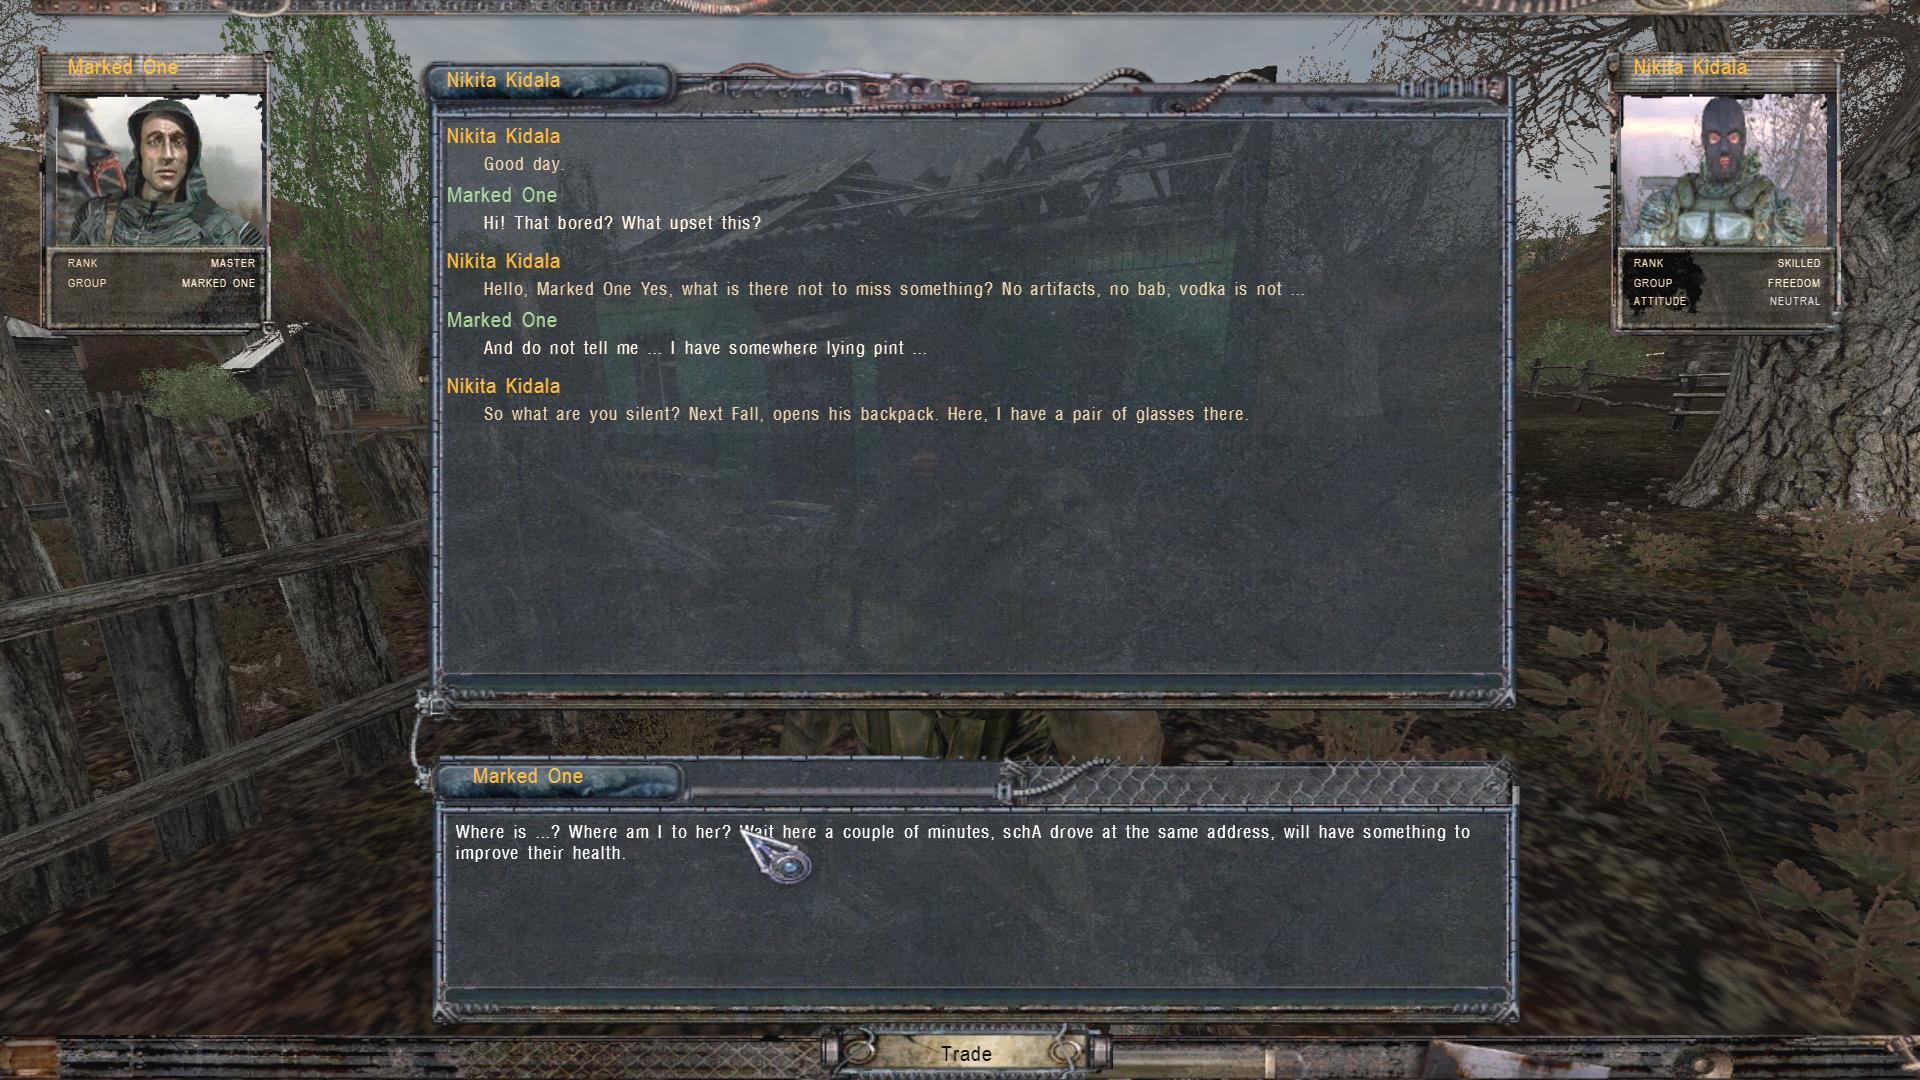 Marked One
RANK MASTER
GROUP MARKED ONE
Nikita Kidala
Nikita Kidala
Good day.
Marked One
Hi! That bored? What upset this?
Nikita Kidala
Hello, Marked One Yes, what is there not to miss something? No artifacts, no bab, vodka is not ...
Marked One
And do not tell me ... I have somewhere lying pint ...
Nikita Kidala
So what are you silent? Next Fall, opens his backpack. Here, I have a pair of glasses there.
Nikita Kidala
RANK SKILLED
GROUP FREEDOM
ATTITUDE NEUTRAL
Marked One
Where is ...? Where am I to her? Wait here a couple of minutes, schA drove at the same address, will have something to
improve their health.
Trade